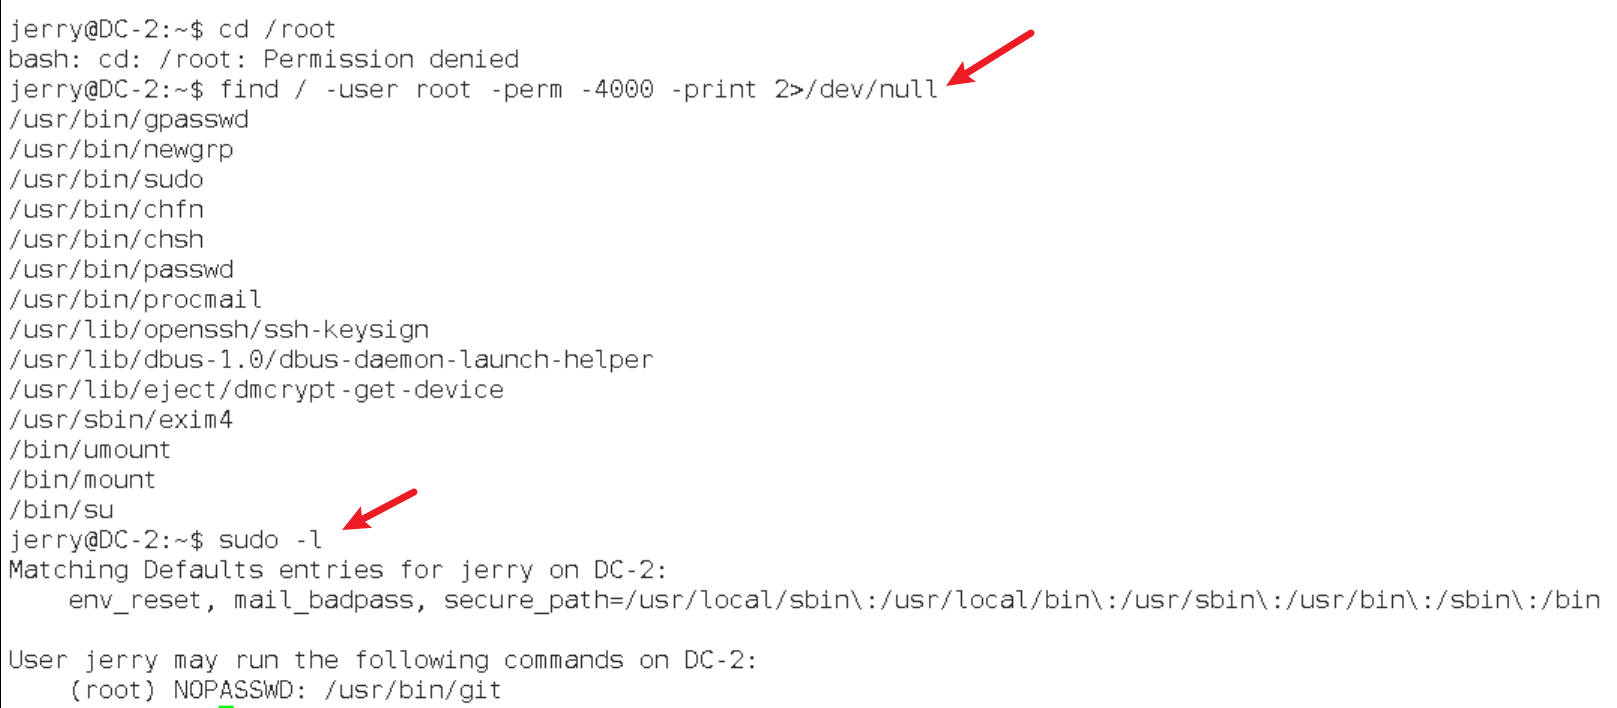 jerry@DC-2:~$ cd /root
bash: cd: /root: Permission denied
jerry@DC-2:~$ find / -user root -perm -4000 -print 2>/dev/null
/usr/bin/gpasswd
/usr/bin/newgrp
/usr/bin/sudo
/usr/bin/chfn
/usr/bin/chsh
/usr/bin/passwd
/usr/bin/procmail
/usr/lib/openssh/ssh-keysign
/usr/lib/dbus-1.0/dbus-daemon-launch-helper
/usr/lib/eject/dmcrypt-get-device
/usr/sbin/exim4
/bin/umount
/bin/mount
/bin/su
jerry@DC-2:~$ sudo -l
Matching Defaults entries for jerry on DC-2:
    env_reset, mail_badpass, secure_path=/usr/local/sbin\:/usr/local/bin\:/usr/sbin\:/usr/bin\:/sbin\:/bin

User jerry may run the following commands on DC-2:
    (root) NOPASSWD: /usr/bin/git